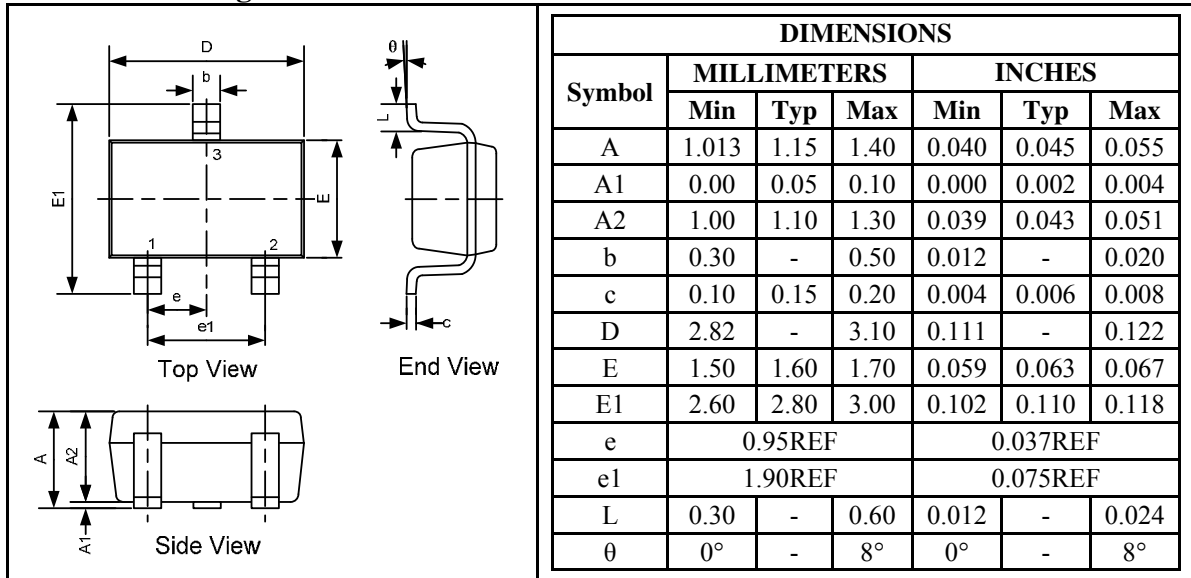 D
b
θ
L
3
E1
E
1
2
e
e1
c
Top View
End View
A
A2
A1
Side View
DIMENSIONS
Symbol MILLIMETERS INCHES
Min Typ Max Min Typ Max
A 1.013 1.15 1.40 0.040 0.045 0.055
A1 0.00 0.05 0.10 0.000 0.002 0.004
A2 1.00 1.10 1.30 0.039 0.043 0.051
b 0.30 - 0.50 0.012 - 0.020
c 0.10 0.15 0.20 0.004 0.006 0.008
D 2.82 - 3.10 0.111 - 0.122
E 1.50 1.60 1.70 0.059 0.063 0.067
E1 2.60 2.80 3.00 0.102 0.110 0.118
e 0.95REF 0.037REF
e1 1.90REF 0.075REF
L 0.30 - 0.60 0.012 - 0.024
θ 0° - 8° 0° - 8°